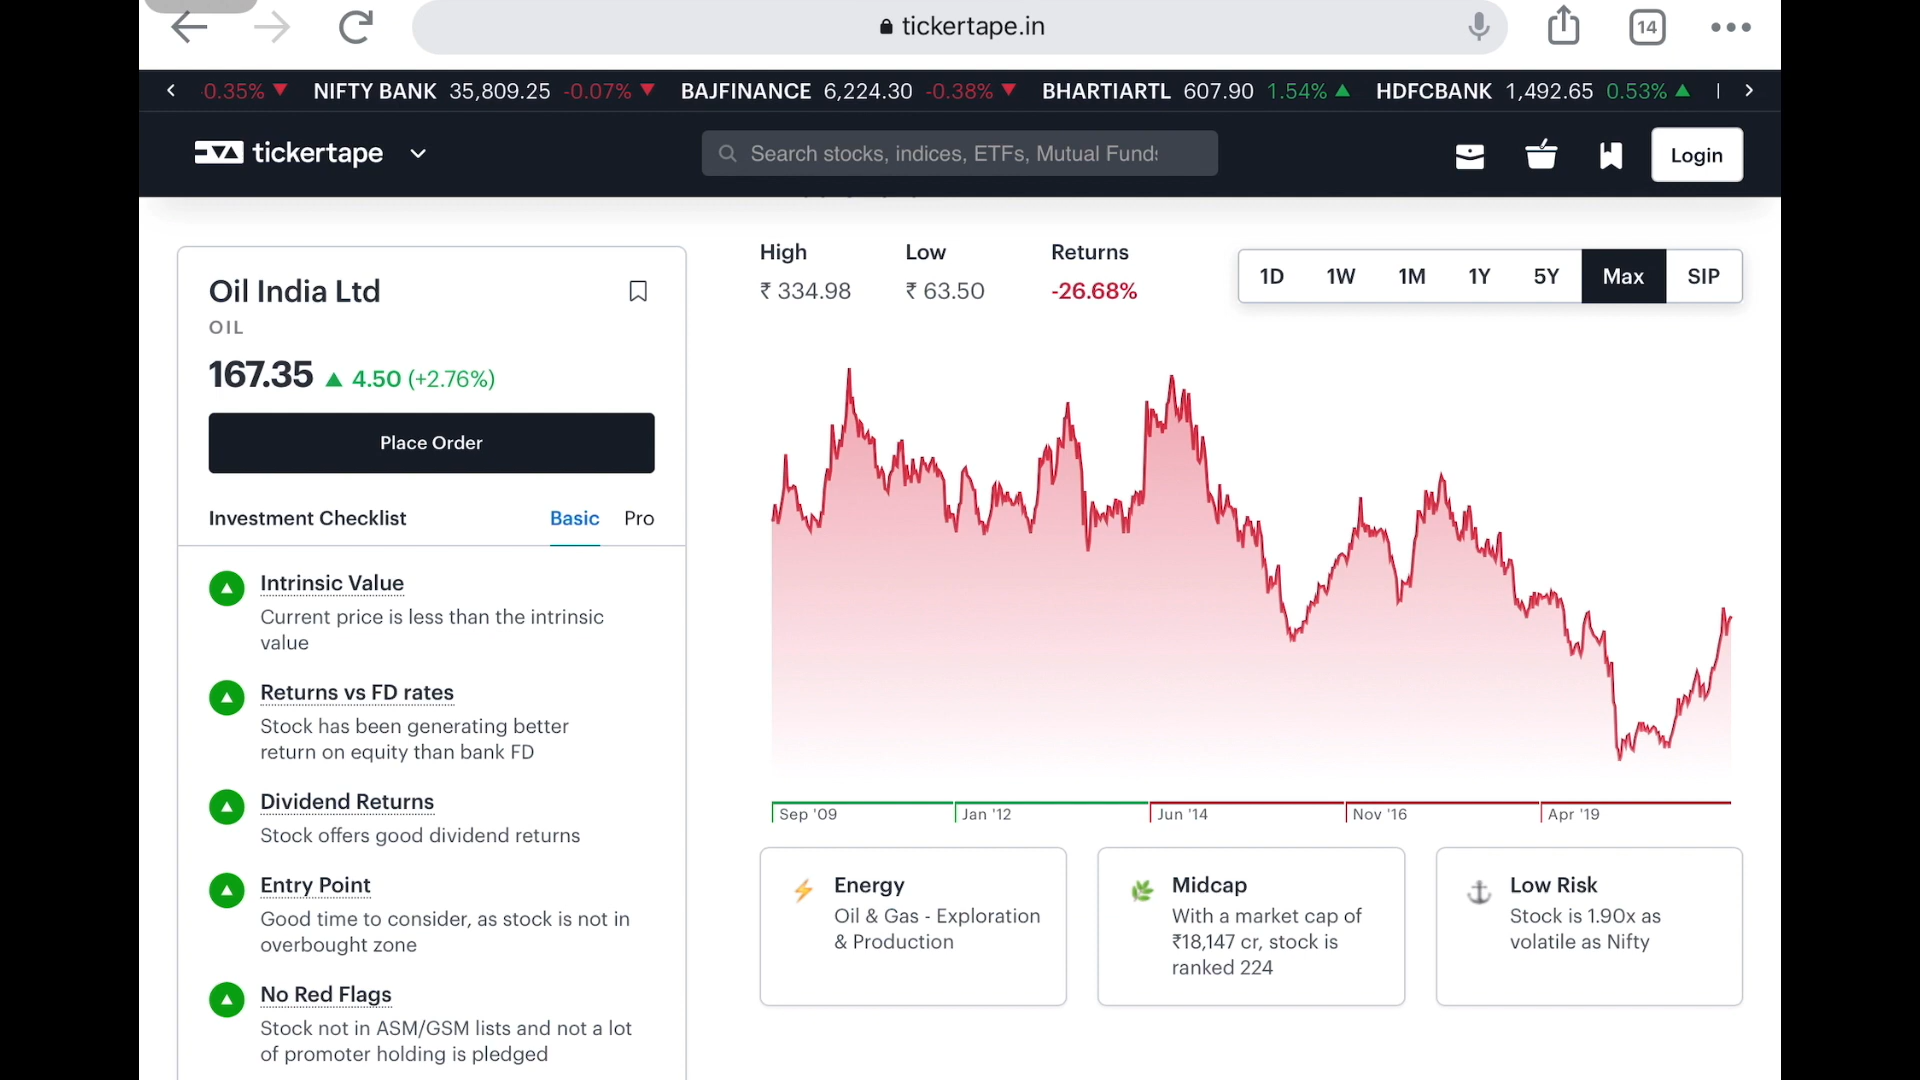 tickertape.in
14
0.35% ▼ NIFTY BANK 35,809.25 -0.07% ▼ BAJFINANCE 6,224.30 -0.38% ▼ BHARTIARTL 607.90 1.54% ▲ HDFCBANK 1,492.65 0.53% ▲
tickertape
Search stocks, indices, ETFs, Mutual Fund
Login
Oil India Ltd
OIL
167.35 ▲ 4.50 (+2.76%)
Place Order
Investment Checklist Basic Pro
Intrinsic Value
Current price is less than the intrinsic
value
Returns vs FD rates
Stock has been generating better
return on equity than bank FD
Dividend Returns
Stock offers good dividend returns
Entry Point
Good time to consider, as stock is not in
overbought zone
No Red Flags
Stock not in ASM/GSM lists and not a lot
of promoter holding is pledged
High Low Returns
₹ 334.98 ₹ 63.50 -26.68%
1D 1W 1M 1Y 5Y Max SIP
Sep '09 Jan '12 Jun '14 Nov '16 Apr '19
Energy
Oil & Gas - Exploration
& Production
Midcap
With a market cap of
₹18,147 cr, stock is
ranked 224
Low Risk
Stock is 1.90x as
volatile as Nifty